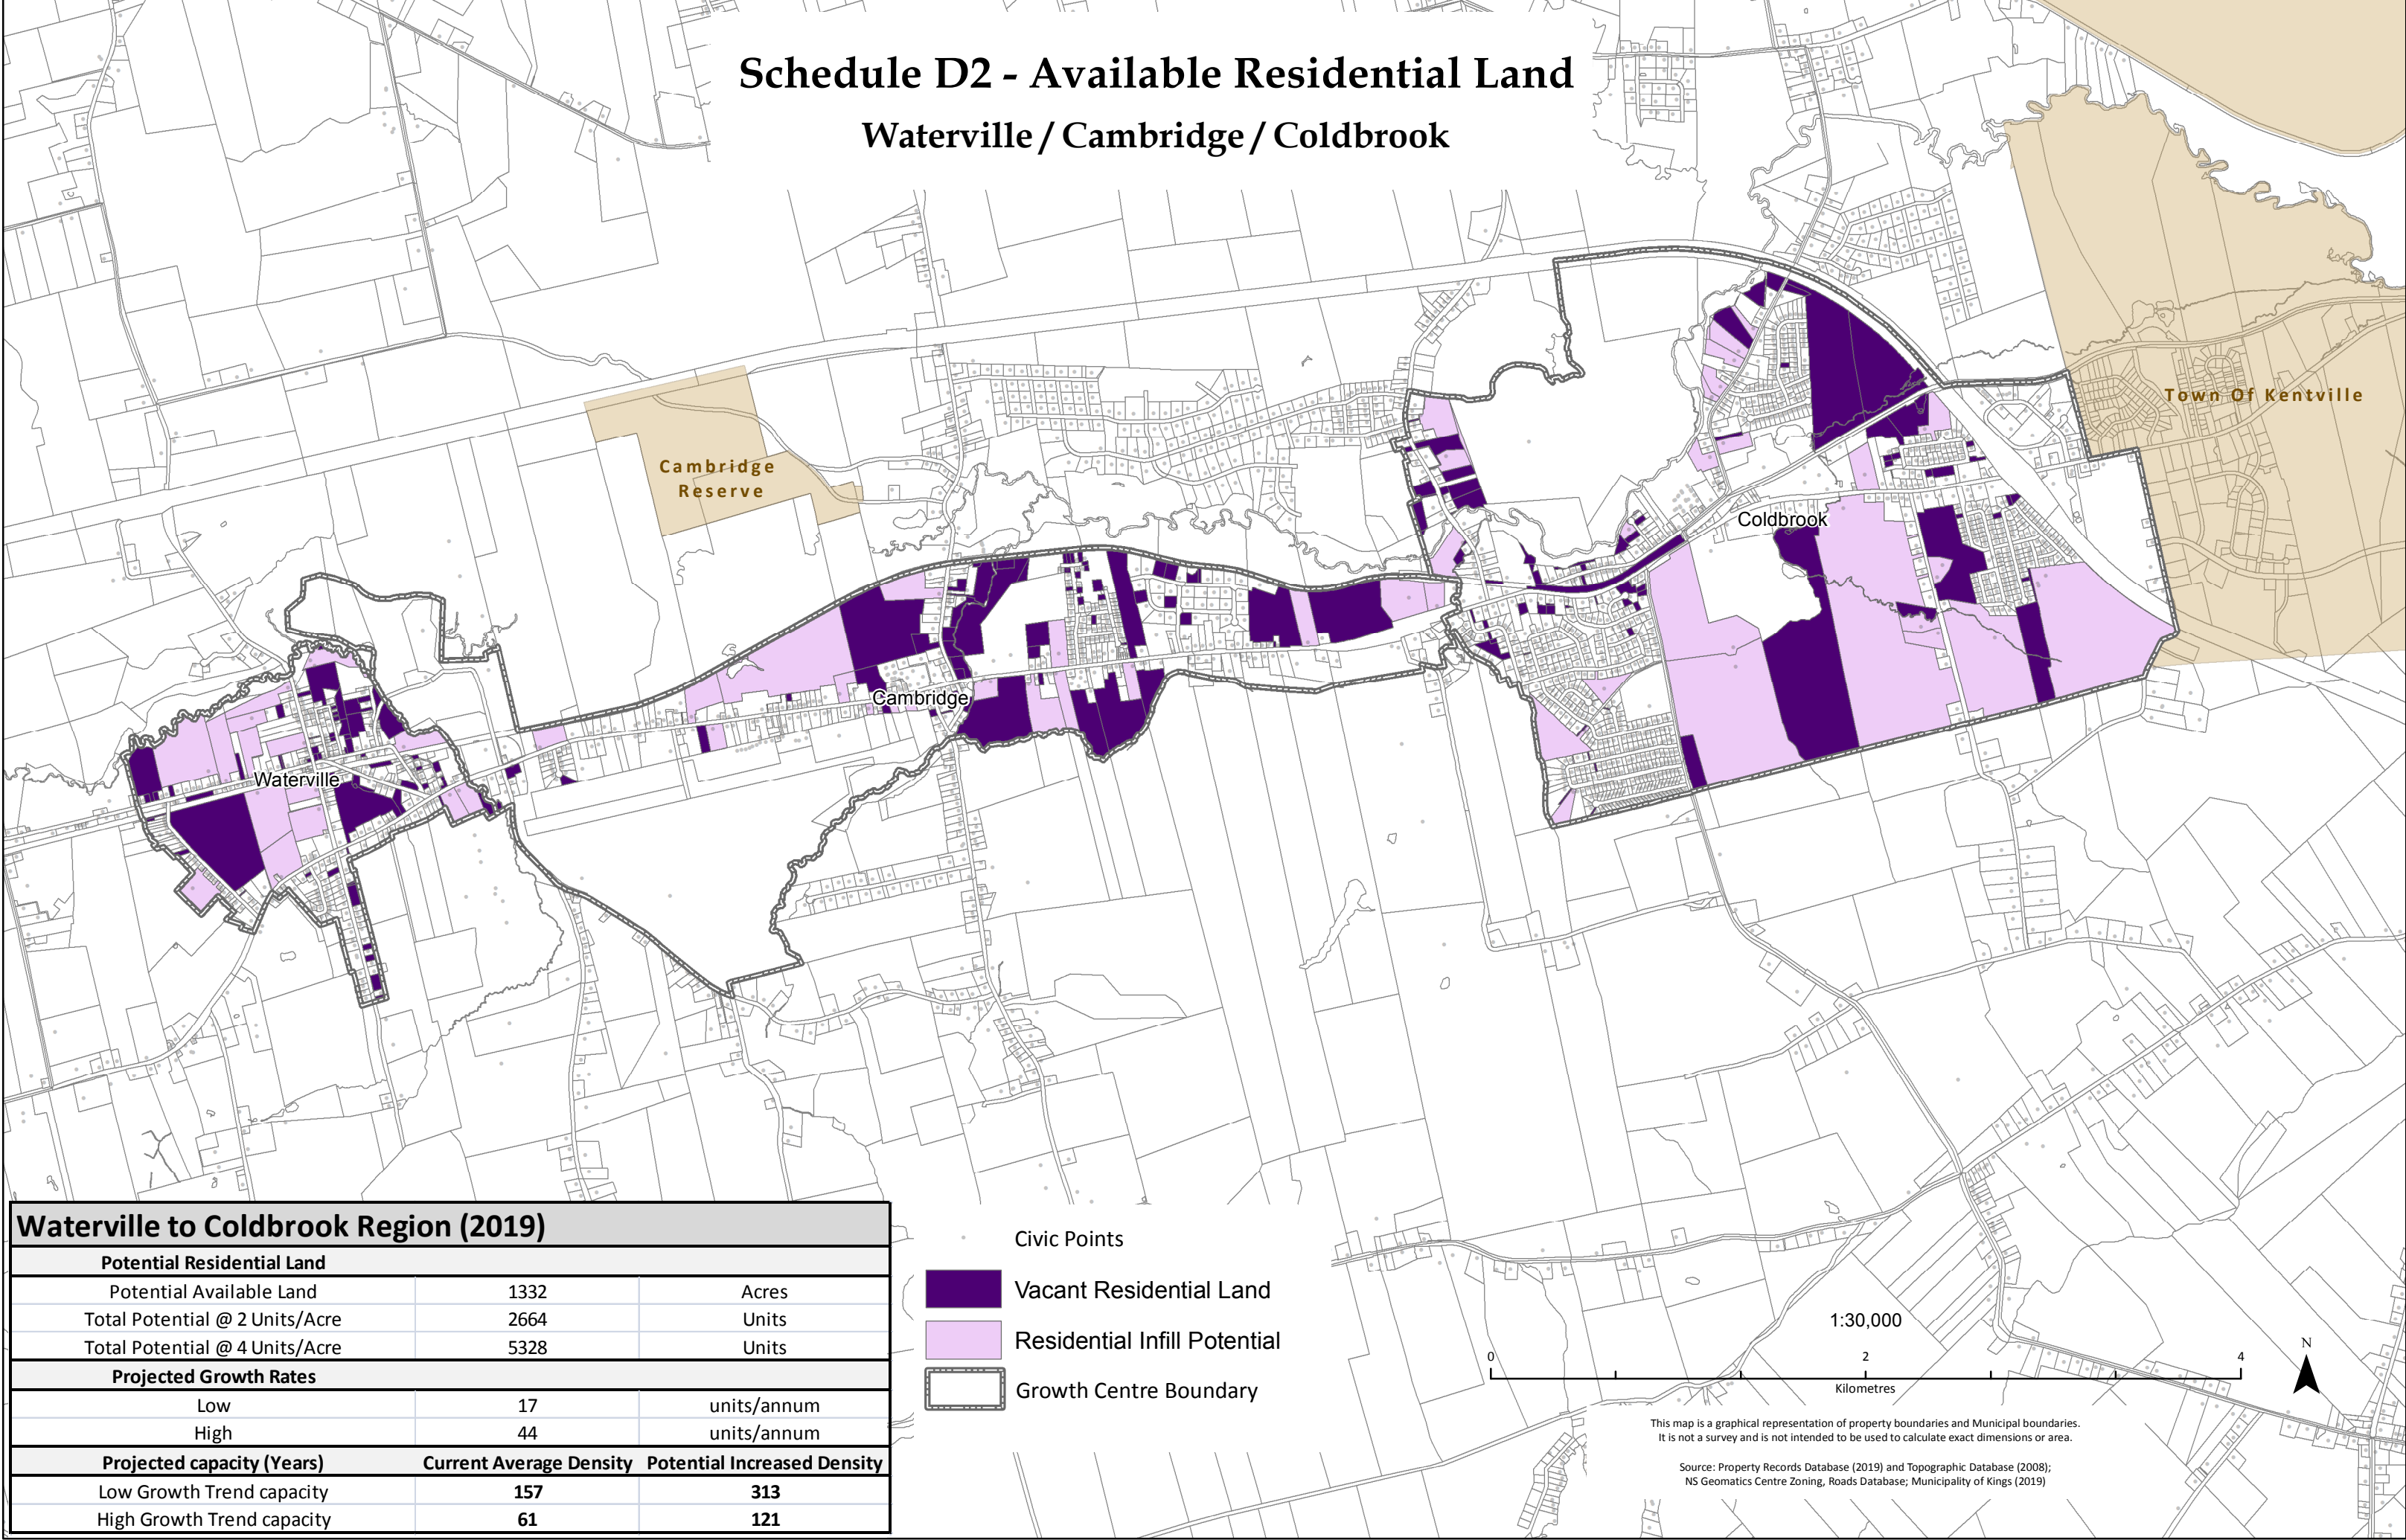 Schedule D2 - Available Residential Land
Waterville / Cambridge / Coldbrook
Town Of Kentville
Cambridge
Reserve
Coldbrook
Cambridge
Waterville
Waterville to Coldbrook Region (2019)
Potential Residential Land
Potential Available Land 1332 Acres
Total Potential @ 2 Units/Acre 2664 Units
Total Potential @ 4 Units/Acre 5328 Units
Projected Growth Rates
Low 17 units/annum
High 44 units/annum
Projected capacity (Years) Current Average Density Potential Increased Density
Low Growth Trend capacity 157 313
High Growth Trend capacity 61 121
Civic Points
Vacant Residential Land
Residential Infill Potential
Growth Centre Boundary
1:30,000
0 2 4
Kilometres
N
This map is a graphical representation of property boundaries and Municipal boundaries.
It is not a survey and is not intended to be used to calculate exact dimensions or area.
Source: Property Records Database (2019) and Topographic Database (2008);
NS Geomatics Centre Zoning, Roads Database; Municipality of Kings (2019)